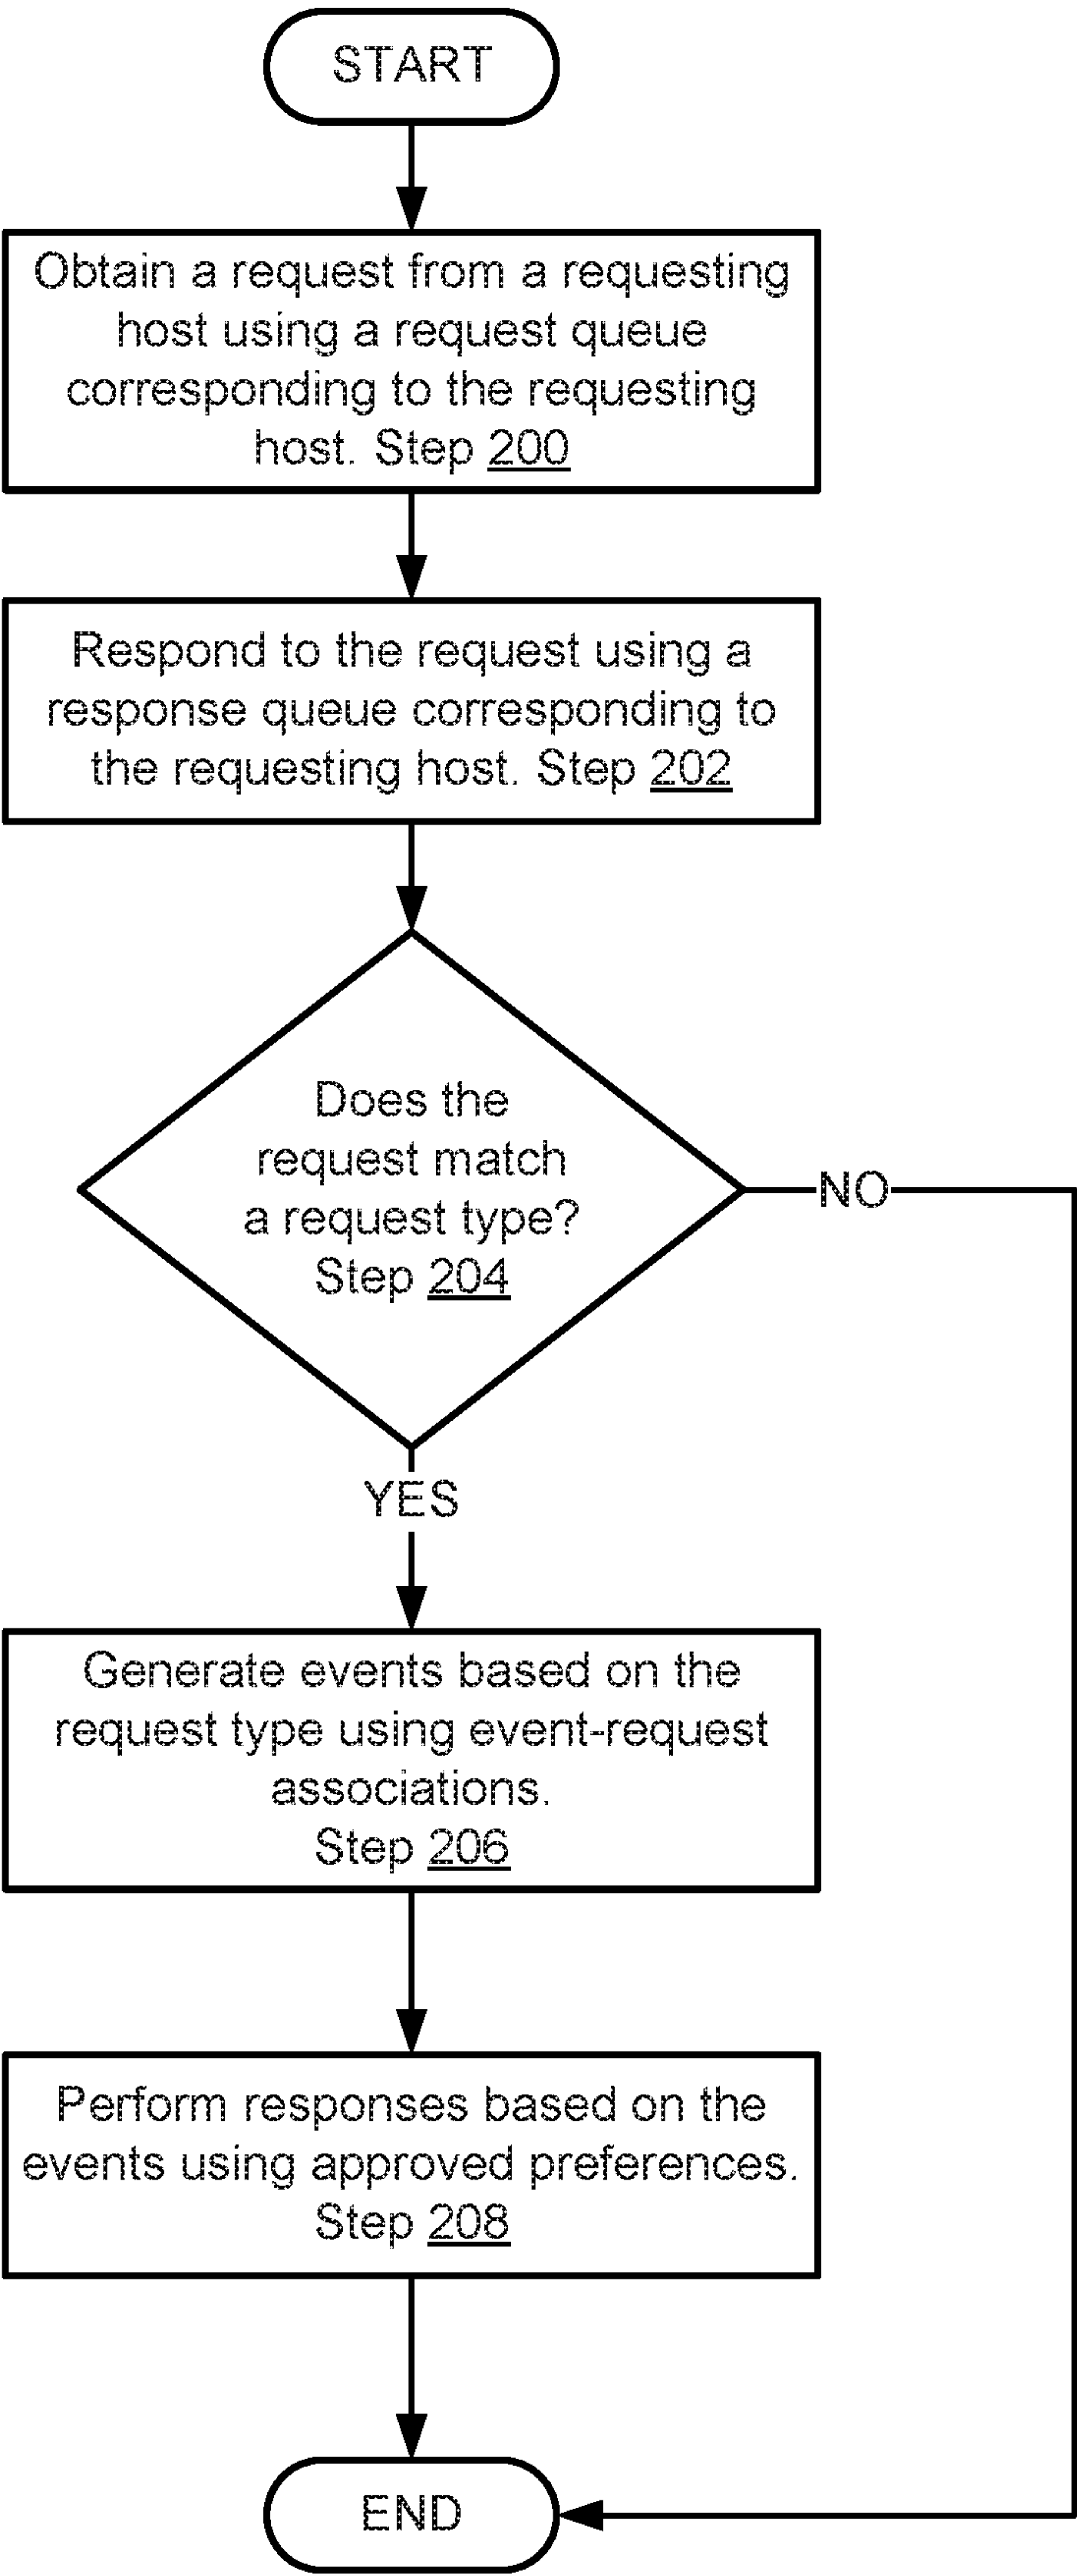 START
Obtain a request from a requesting
host using a request queue
corresponding to the requesting
host. Step 200
Respond to the request using a
response queue corresponding to
the requesting host. Step 202
Does the
request match
a request type?
Step 204
NO
YES
Generate events based on the
request type using event-request
associations.
Step 206
Perform responses based on the
events using approved preferences.
Step 208
END